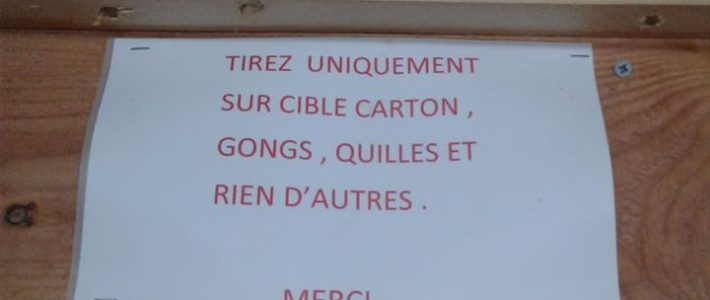 TIREZ UNIQUEMENT
SUR CIBLE CARTON ,
GONGS , QUILLES ET
RIEN D'AUTRES .
MERCI